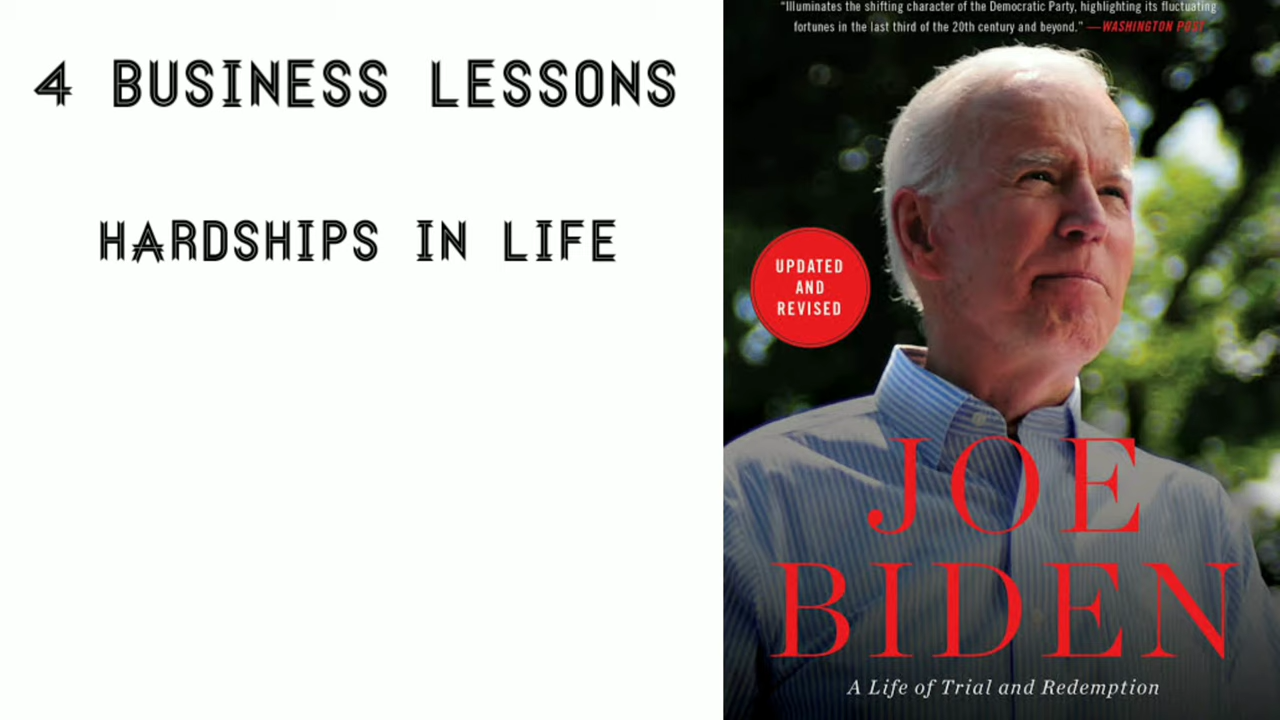 4 BUSINESS LESSONS
HARDSHIPS IN LIFE
"Illuminates the shifting character of the Democratic Party, highlighting its fluctuating
fortunes in the last third of the 20th century and beyond." —WASHINGTON POST
UPDATED
AND
REVISED
JOE
BIDEN
A Life of Trial and Redemption